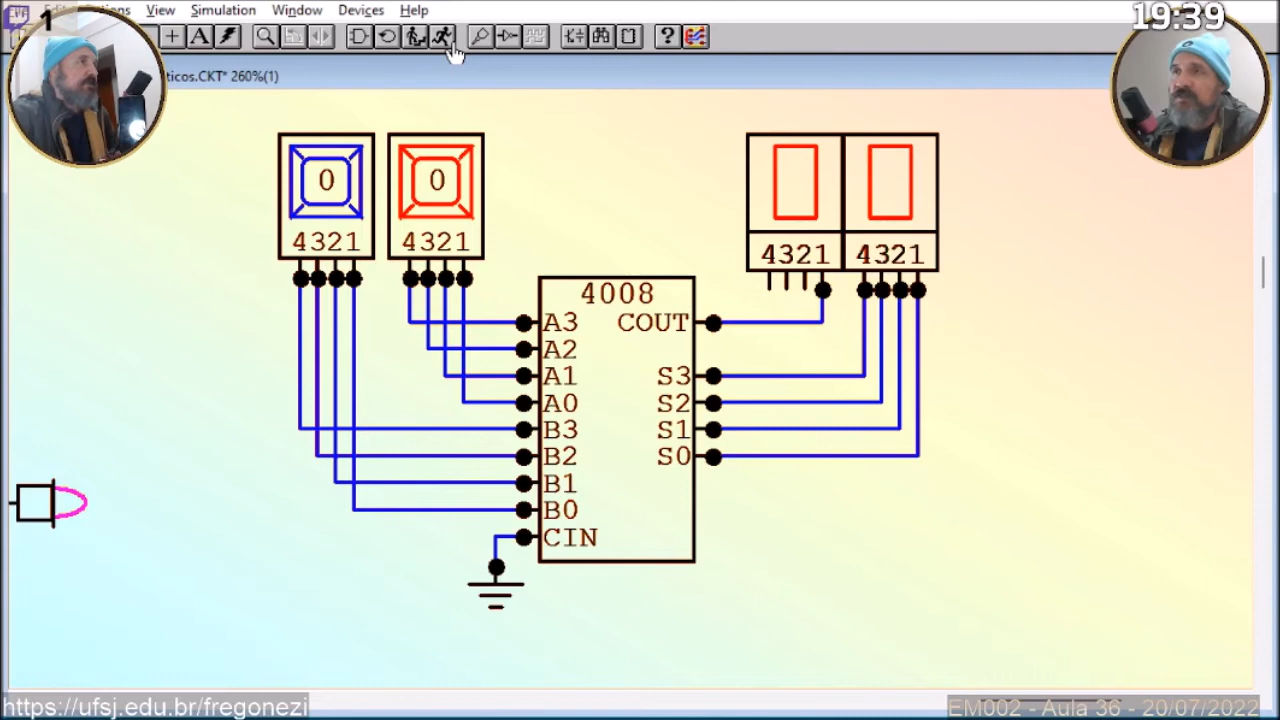 1
19:39
View Simulation Window Devices Help
A
?
ticos.CKT* 260%(1)
0 0
4321 4321
4321 4321
4008
A3 COUT
A2
A1 S3
A0 S2
B3 S1
B2 S0
B1
B0
CIN
https://ufsj.edu.br/fregonezi
EM002 - Aula 36 - 20/07/2022